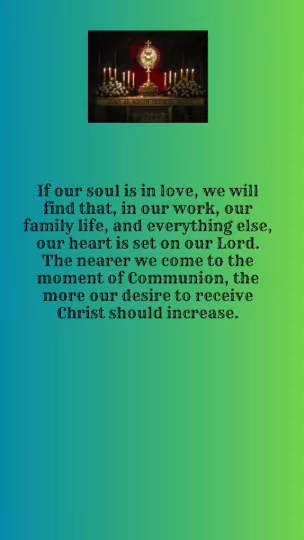 If our soul is in love, we will
find that, in our work, our
family life, and everything else,
our heart is set on our Lord.
The nearer we come to the
moment of Communion, the
more our desire to receive
Christ should increase.